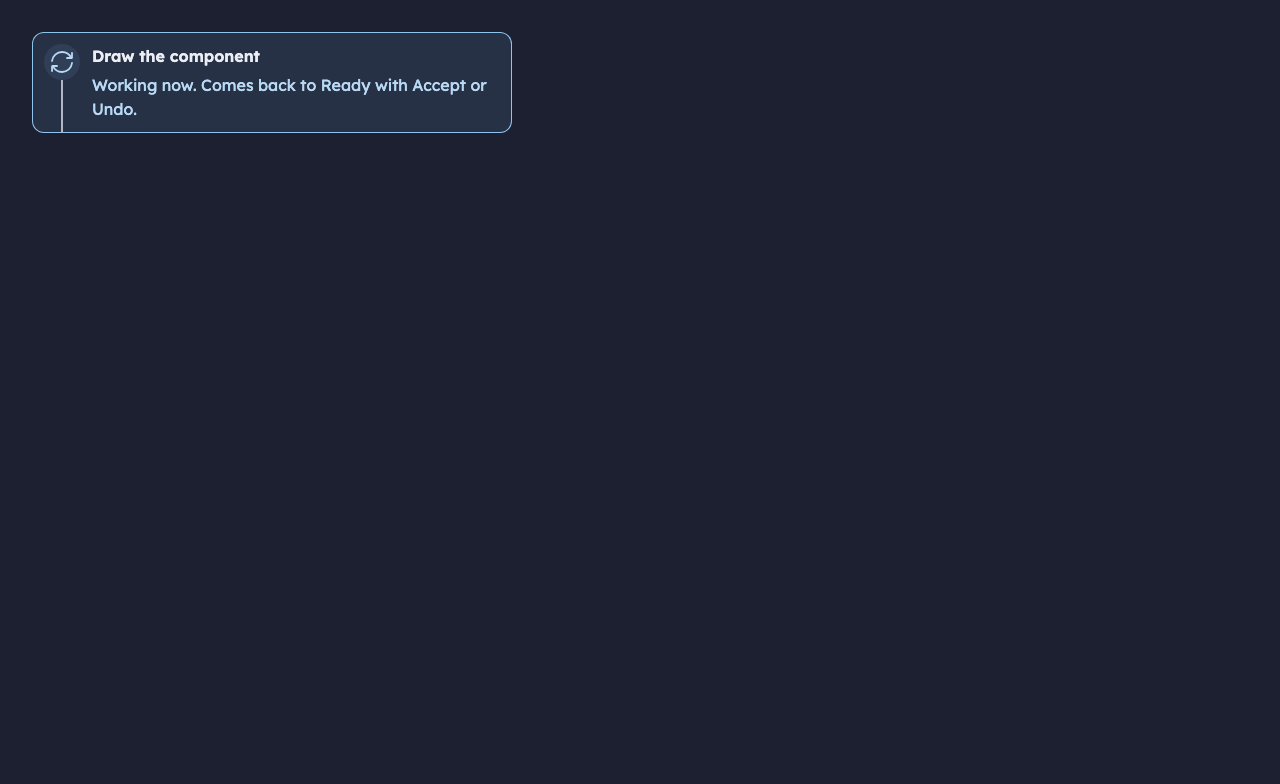 Draw the component
Working now. Comes back to Ready with Accept or
Undo.